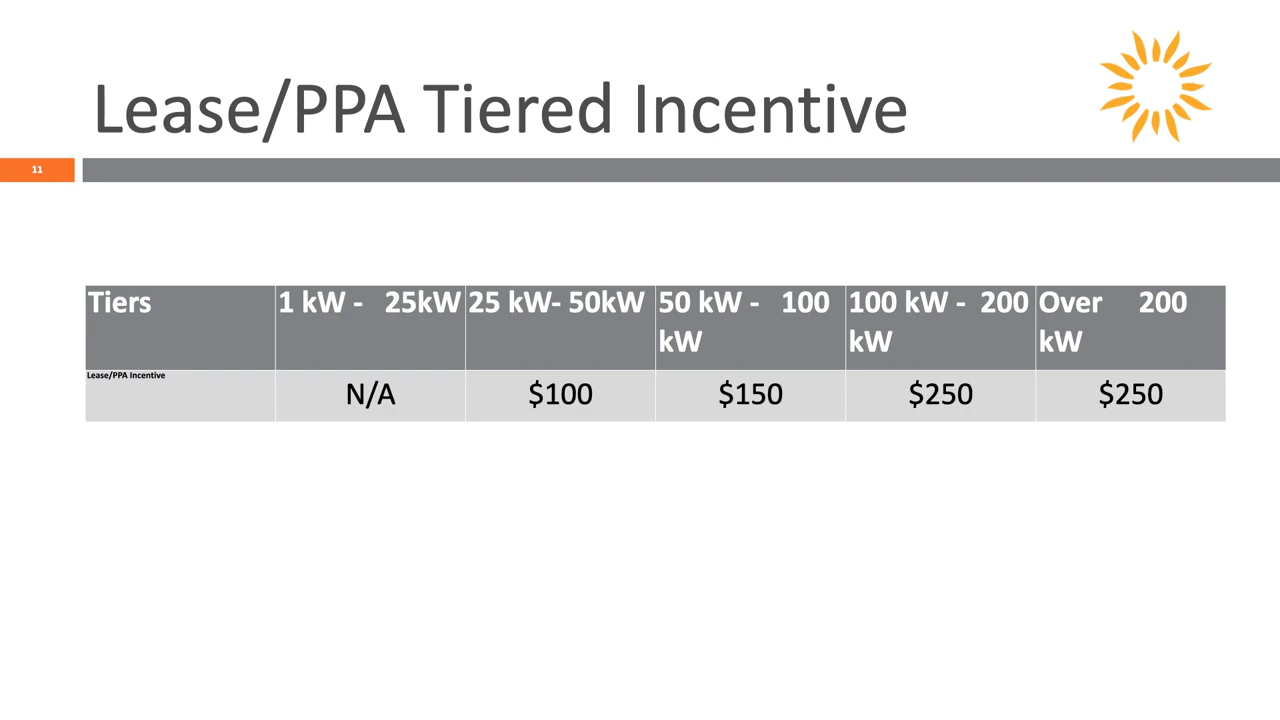 Lease/PPA Tiered Incentive
11
Tiers 1 kW - 25kW 25 kW- 50kW 50 kW - 100 kW 100 kW - 200 kW Over 200 kW
Lease/PPA Incentive N/A $100 $150 $250 $250